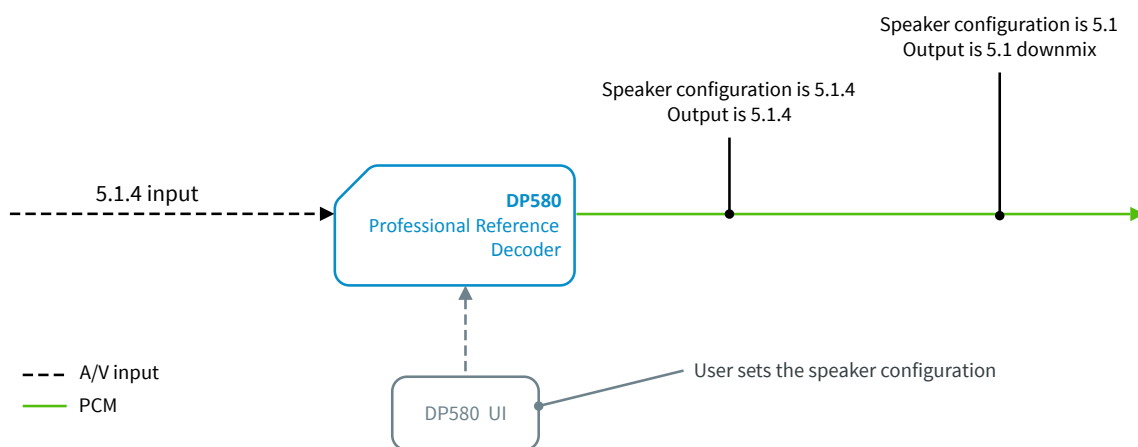 Speaker configuration is 5.1
Output is 5.1 downmix
Speaker configuration is 5.1.4
Output is 5.1.4
5.1.4 input
DP580
Professional Reference
Decoder
A/V input
PCM
User sets the speaker configuration
DP580 UI